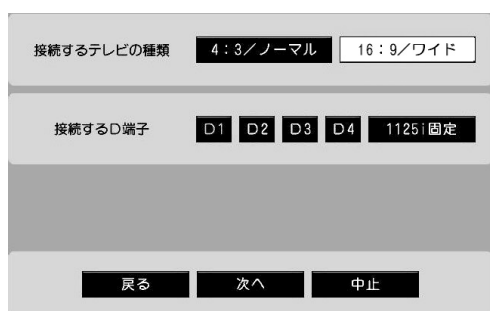 接続するテレビの種類 4：3／ノーマル 16：9／ワイド
接続するD端子 D1 D2 D3 D4 1125i固定
戻る 次へ 中止